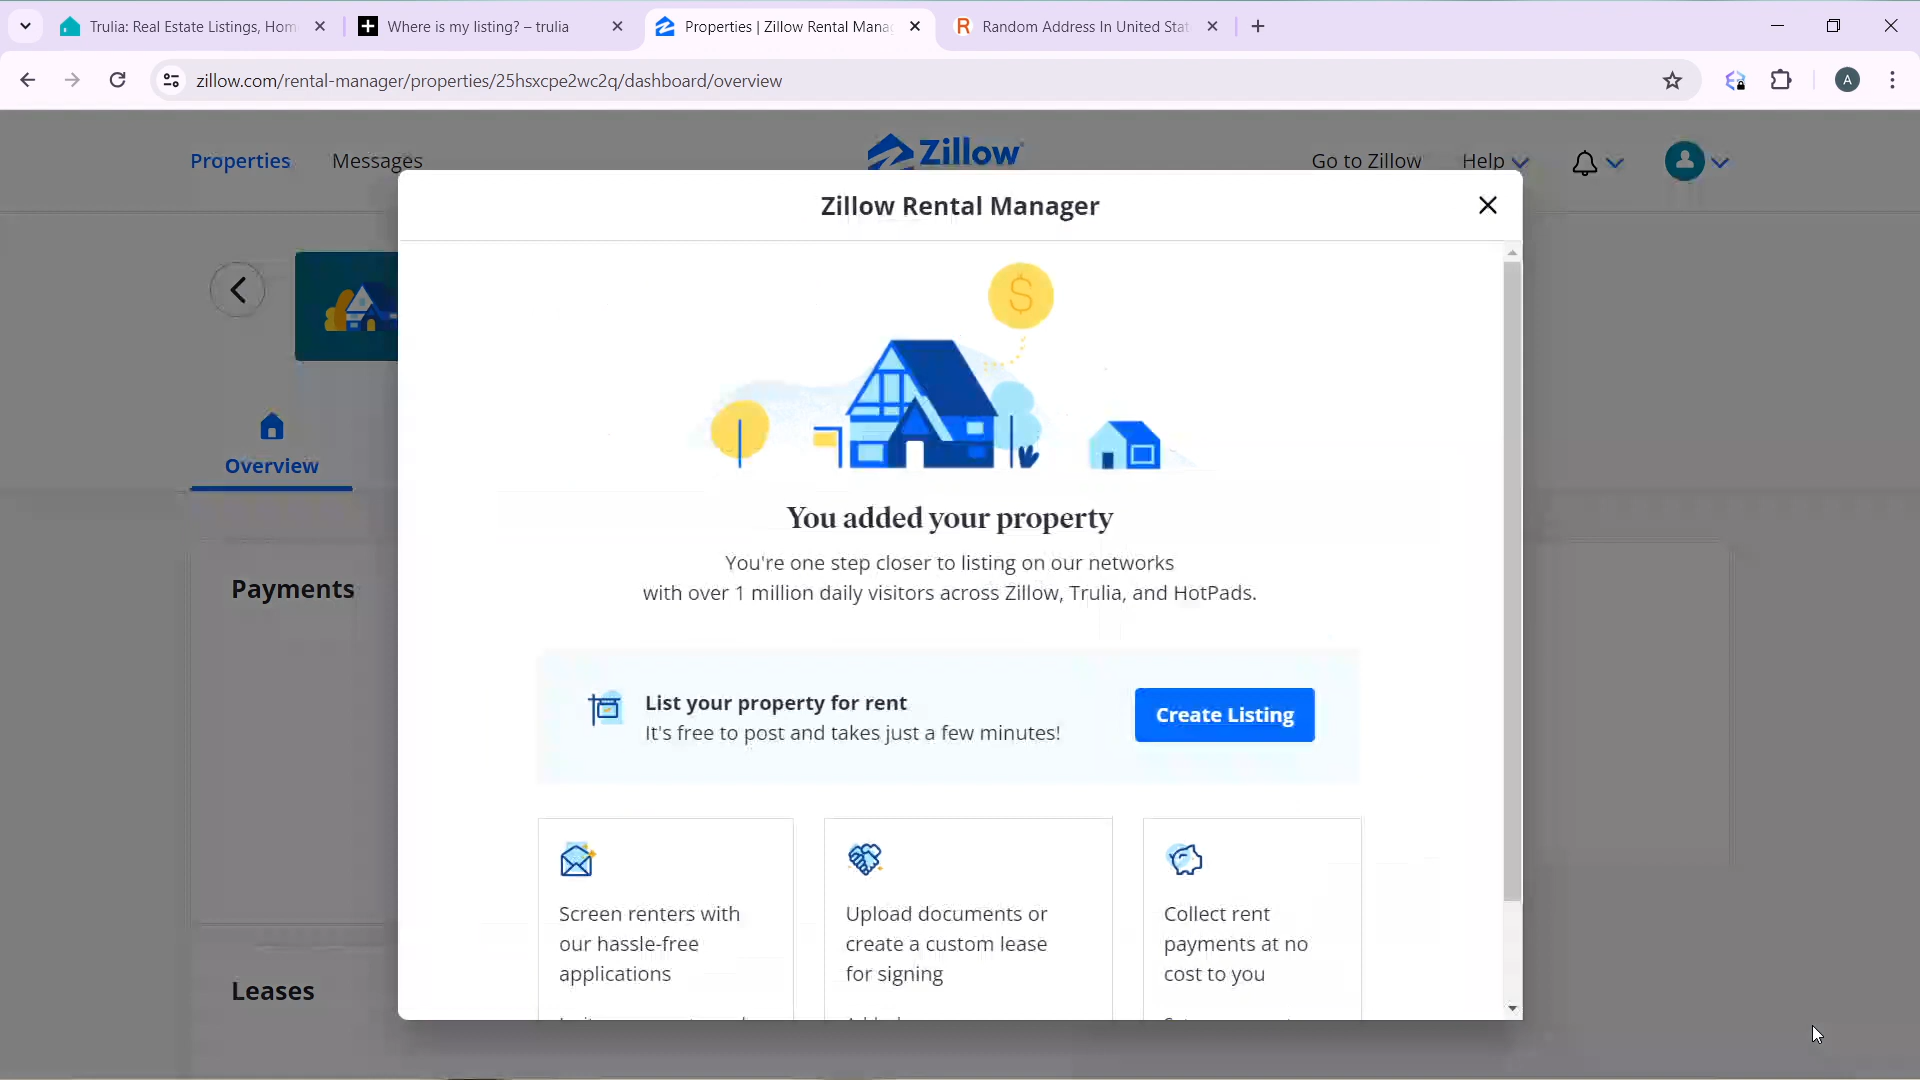 Trulia: Real Estate Listings, Hom
Where is my listing? – trulia
Properties | Zillow Rental Mana
Random Address In United Stat
zillow.com/rental-manager/properties/25hsxcpe2wc2q/dashboard/overview
A
Properties
Messages
Zillow
Go to Zillow
Help
Zillow Rental Manager
Overview
You added your property
You're one step closer to listing on our networks
with over 1 million daily visitors across Zillow, Trulia, and HotPads.
Payments
List your property for rent
It's free to post and takes just a few minutes!
Create Listing
Screen renters with
our hassle-free
applications
Upload documents or
create a custom lease
for signing
Collect rent
payments at no
cost to you
Leases